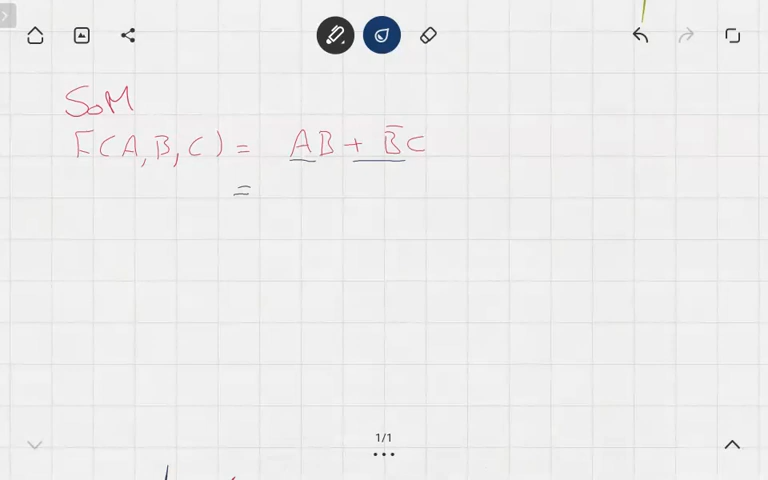 SoM
F(A,B,C) = AB + B̅C
=
1/1